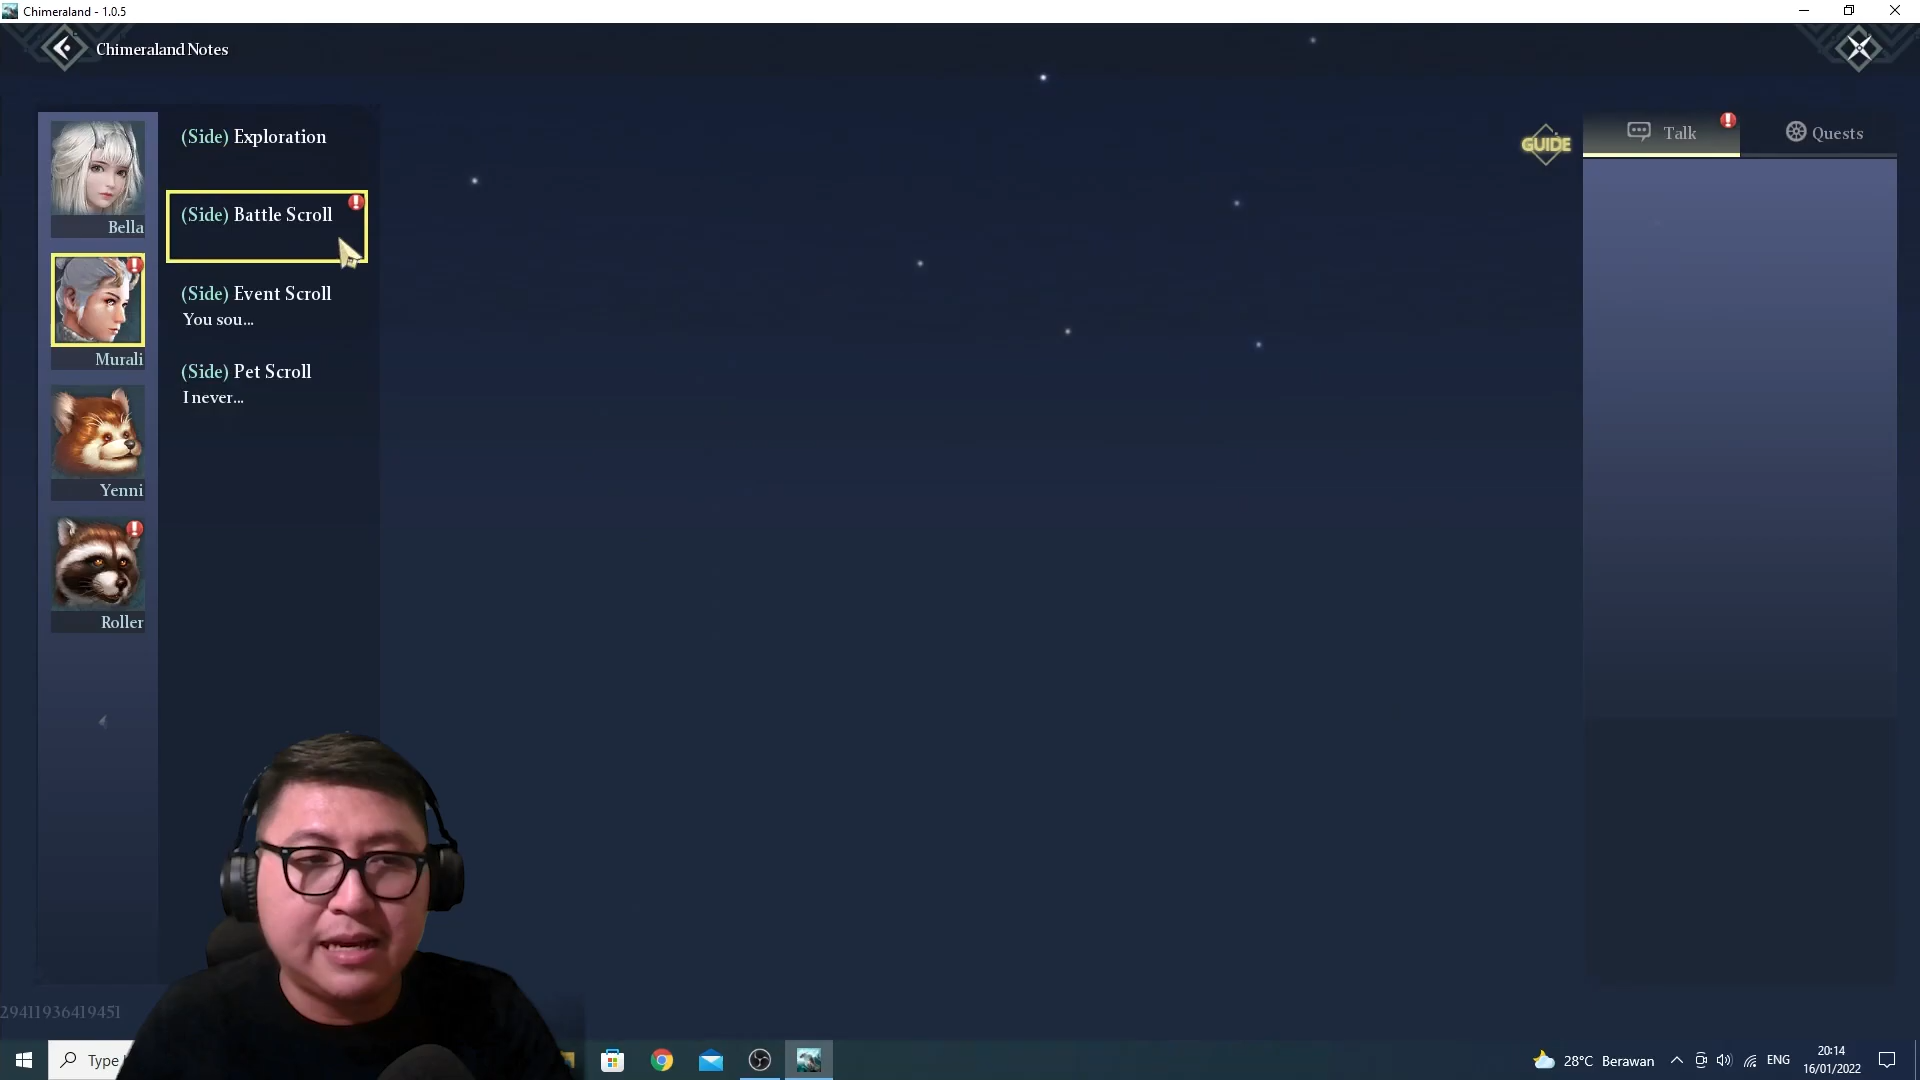 Chimeraland - 1.0.5
Chimeraland Notes
Bella
Murali
Yenni
Roller
(Side) Exploration
(Side) Battle Scroll
(Side) Event Scroll
You sou...
(Side) Pet Scroll
I never...
GUIDE
Talk
Quests
29411936419451
Type
28°C Berawan
ENG
20:14
16/01/2022